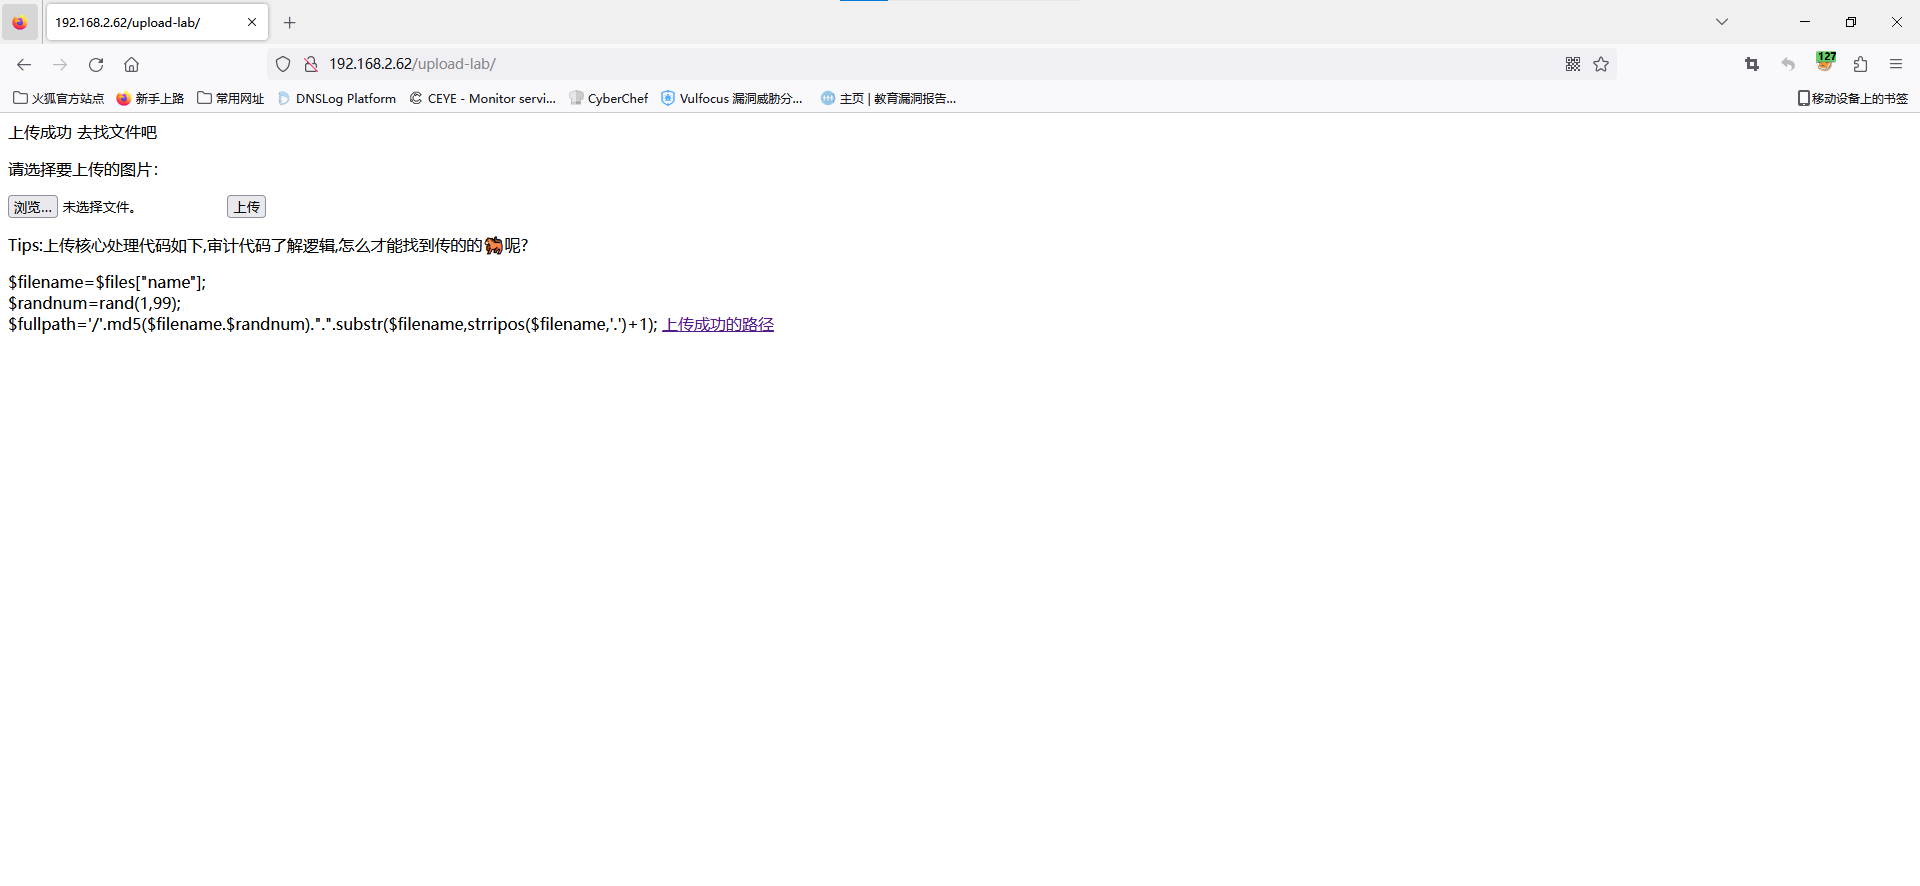 192.168.2.62/upload-lab/
192.168.2.62/upload-lab/
127
火狐官方站点 新手上路 常用网址 DNSLog Platform CEYE - Monitor servi... CyberChef Vulfocus 漏洞威胁分... 主页 | 教育漏洞报告... 移动设备上的书签
上传成功 去找文件吧
请选择要上传的图片：
浏览... 未选择文件。 上传
Tips:上传核心处理代码如下,审计代码了解逻辑,怎么才能找到传的的🐎呢?
$filename=$files["name"];
$randnum=rand(1,99);
$fullpath='/'.md5($filename.$randnum).".".substr($filename,strripos($filename,'.')+1); 上传成功的路径